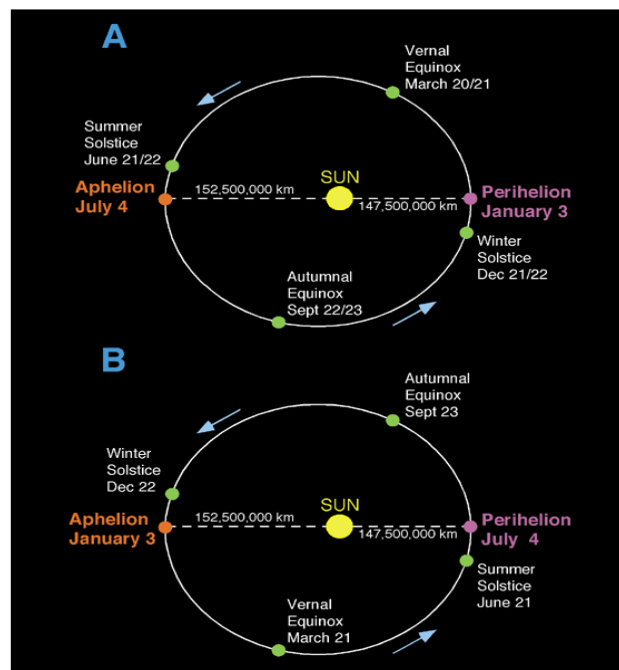 A
Vernal
Equinox
March 20/21
Summer
Solstice
June 21/22
SUN
Aphelion
July 4
152,500,000 km
147,500,000 km
Perihelion
January 3
Winter
Solstice
Dec 21/22
Autumnal
Equinox
Sept 22/23
B
Autumnal
Equinox
Sept 23
Winter
Solstice
Dec 22
SUN
Aphelion
January 3
152,500,000 km
147,500,000 km
Perihelion
July 4
Summer
Solstice
June 21
Vernal
Equinox
March 21